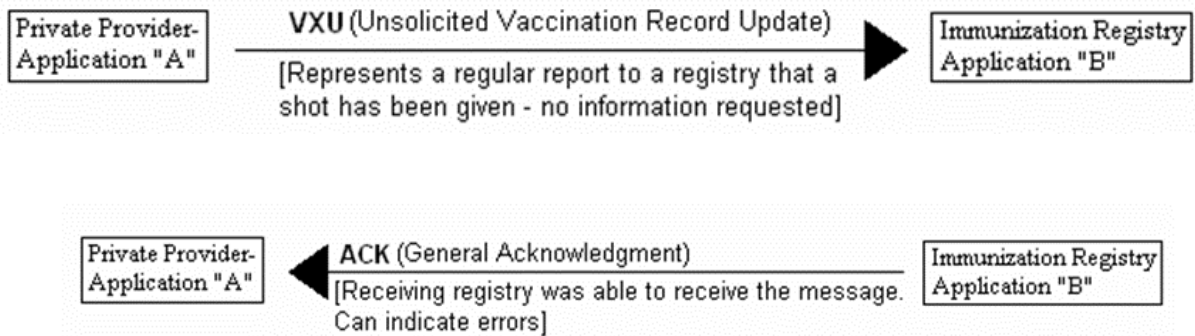 Private Provider-
Application "A"
VXU (Unsolicited Vaccination Record Update)
[Represents a regular report to a registry that a
shot has been given - no information requested]
Immunization Registry
Application "B"
Private Provider-
Application "A"
ACK (General Acknowledgment)
[Receiving registry was able to receive the message.
Can indicate errors]
Immunization Registry
Application "B"